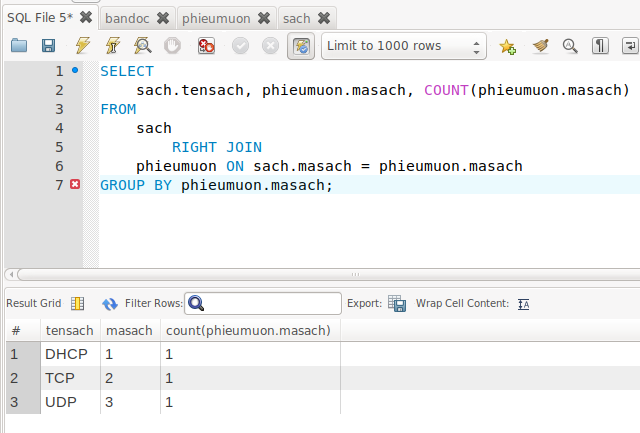 SQL File 5* bandoc phieumuon sach
Limit to 1000 rows
1 SELECT
2 sach.tensach, phieumuon.masach, COUNT(phieumuon.masach)
3 FROM
4 sach
5 RIGHT JOIN
6 phieumuon ON sach.masach = phieumuon.masach
7 GROUP BY phieumuon.masach;
Result Grid Filter Rows: Export: Wrap Cell Content: IA
# tensach masach count(phieumuon.masach)
1 DHCP 1 1
2 TCP 2 1
3 UDP 3 1